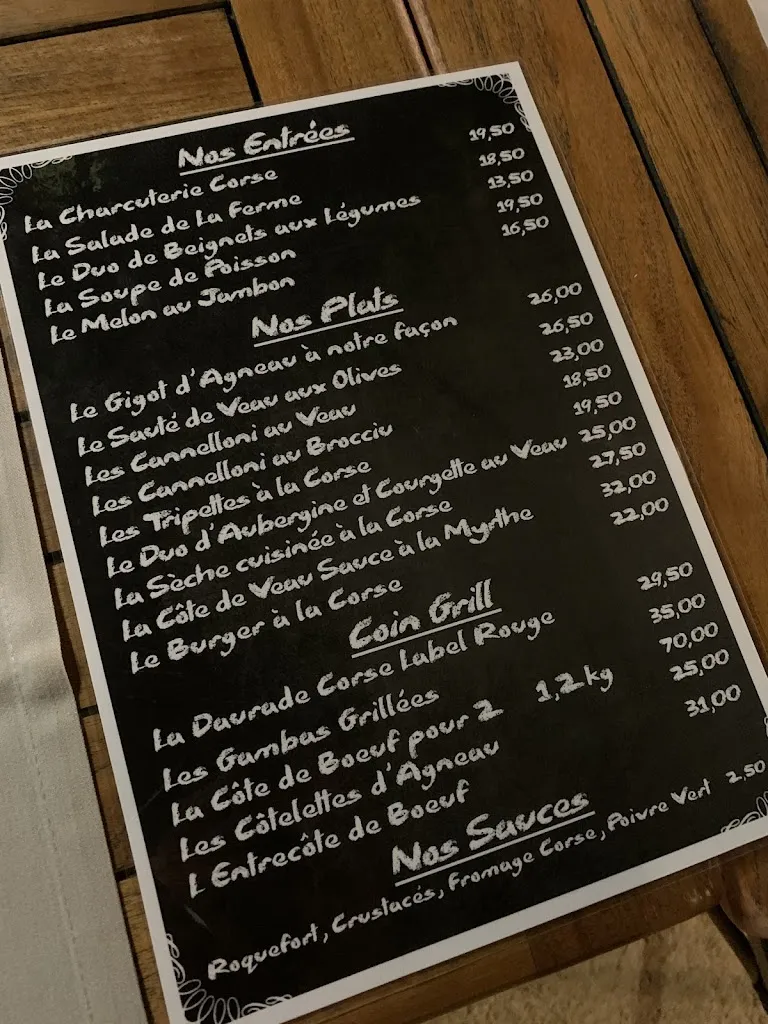 Nos Entrées
La Charcuterie Corse 19,50
La Salade de La Ferme 18,50
Le Duo de Beignets aux Légumes 13,50
La Soupe de Poisson 19,50
Le Melon au Jambon 16,50
Nos Plats
Le Gigot d'Agneau à notre façon 26,00
Le Sauté de Veau aux Olives 26,50
Les Cannelloni au Veau 23,00
Les Cannelloni au Brocciu 18,50
Les Tripettes à la Corse 19,50
Le Duo d'Aubergine et Courgette au Veau 25,00
La Sèche cuisinée à la Corse 27,50
La Côte de Veau Sauce à la Myrthe 32,00
Le Burger à la Corse 22,00
Coin Grill
La Daurade Corse Label Rouge 29,50
Les Gambas Grillées 35,00
La Côte de Boeuf pour 2 1,2kg 70,00
Les Côtelettes d'Agneau 25,00
L Entrecôte de Boeuf 31,00
Nos Sauces
Roquefort, Crustacés, Fromage Corse, Poivre Vert 2,50